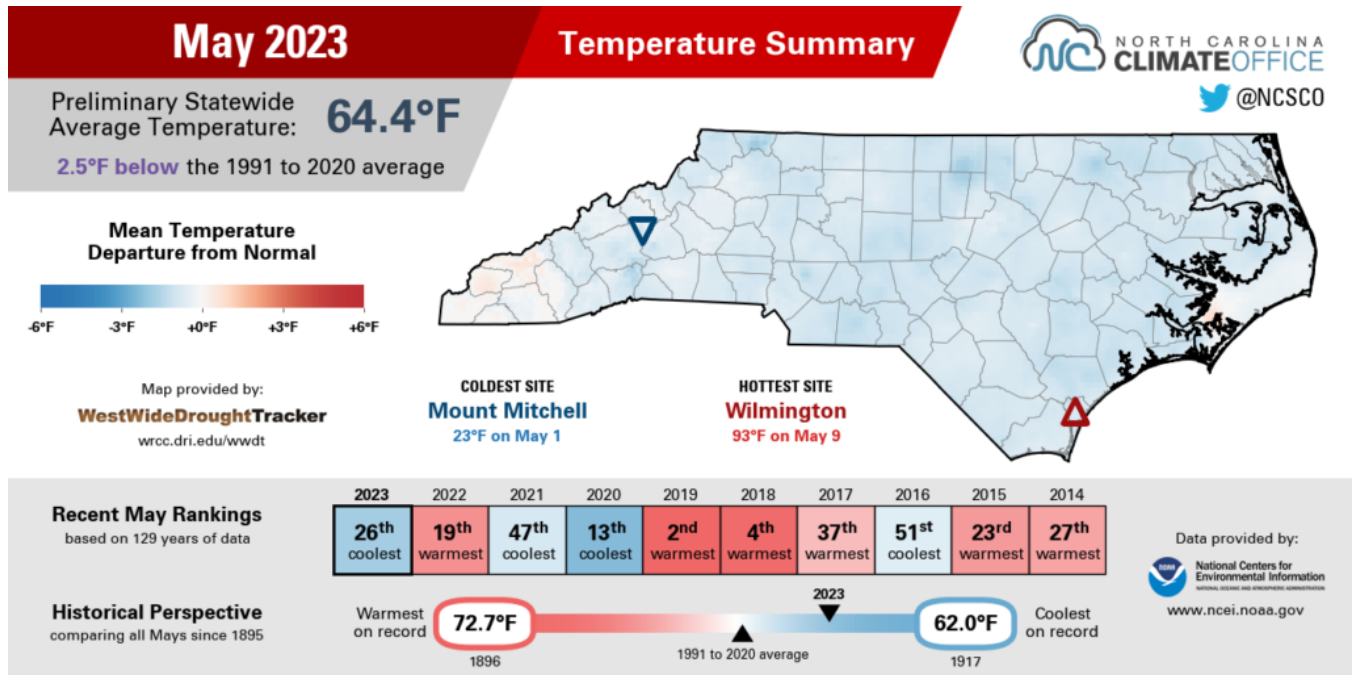 May 2023
Temperature Summary
NORTH CAROLINA
CLIMATEOFFICE
@NCSCO
Preliminary Statewide
Average Temperature:
64.4°F
2.5°F below the 1991 to 2020 average
Mean Temperature
Departure from Normal
-6°F -3°F +0°F +3°F +6°F
Map provided by:
WestWideDroughtTracker
wrcc.dri.edu/wwdt
COLDEST SITE
Mount Mitchell
23°F on May 1
HOTTEST SITE
Wilmington
93°F on May 9
Recent May Rankings
based on 129 years of data
2023 2022 2021 2020 2019 2018 2017 2016 2015 2014
26th 19th 47th 13th 2nd 4th 37th 51st 23rd 27th
coolest warmest coolest coolest warmest warmest warmest coolest warmest warmest
Historical Perspective
comparing all Mays since 1895
Warmest
on record
72.7°F
1896
2023
1991 to 2020 average
62.0°F
1917
Coolest
on record
Data provided by:
NOAA
National Centers for
Environmental Information
NATIONAL OCEANIC AND ATMOSPHERIC ADMINISTRATION
www.ncei.noaa.gov